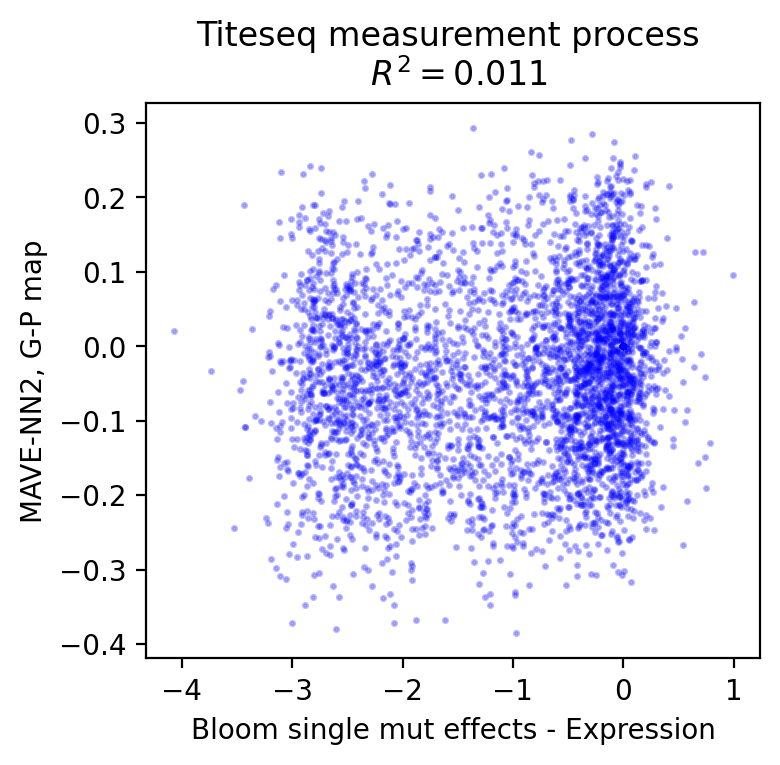 Titeseq measurement process
R² = 0.011
0.3
0.2
0.1
0.0
−0.1
−0.2
−0.3
−0.4
MAVE-NN2, G-P map
−4 −3 −2 −1 0 1
Bloom single mut effects - Expression